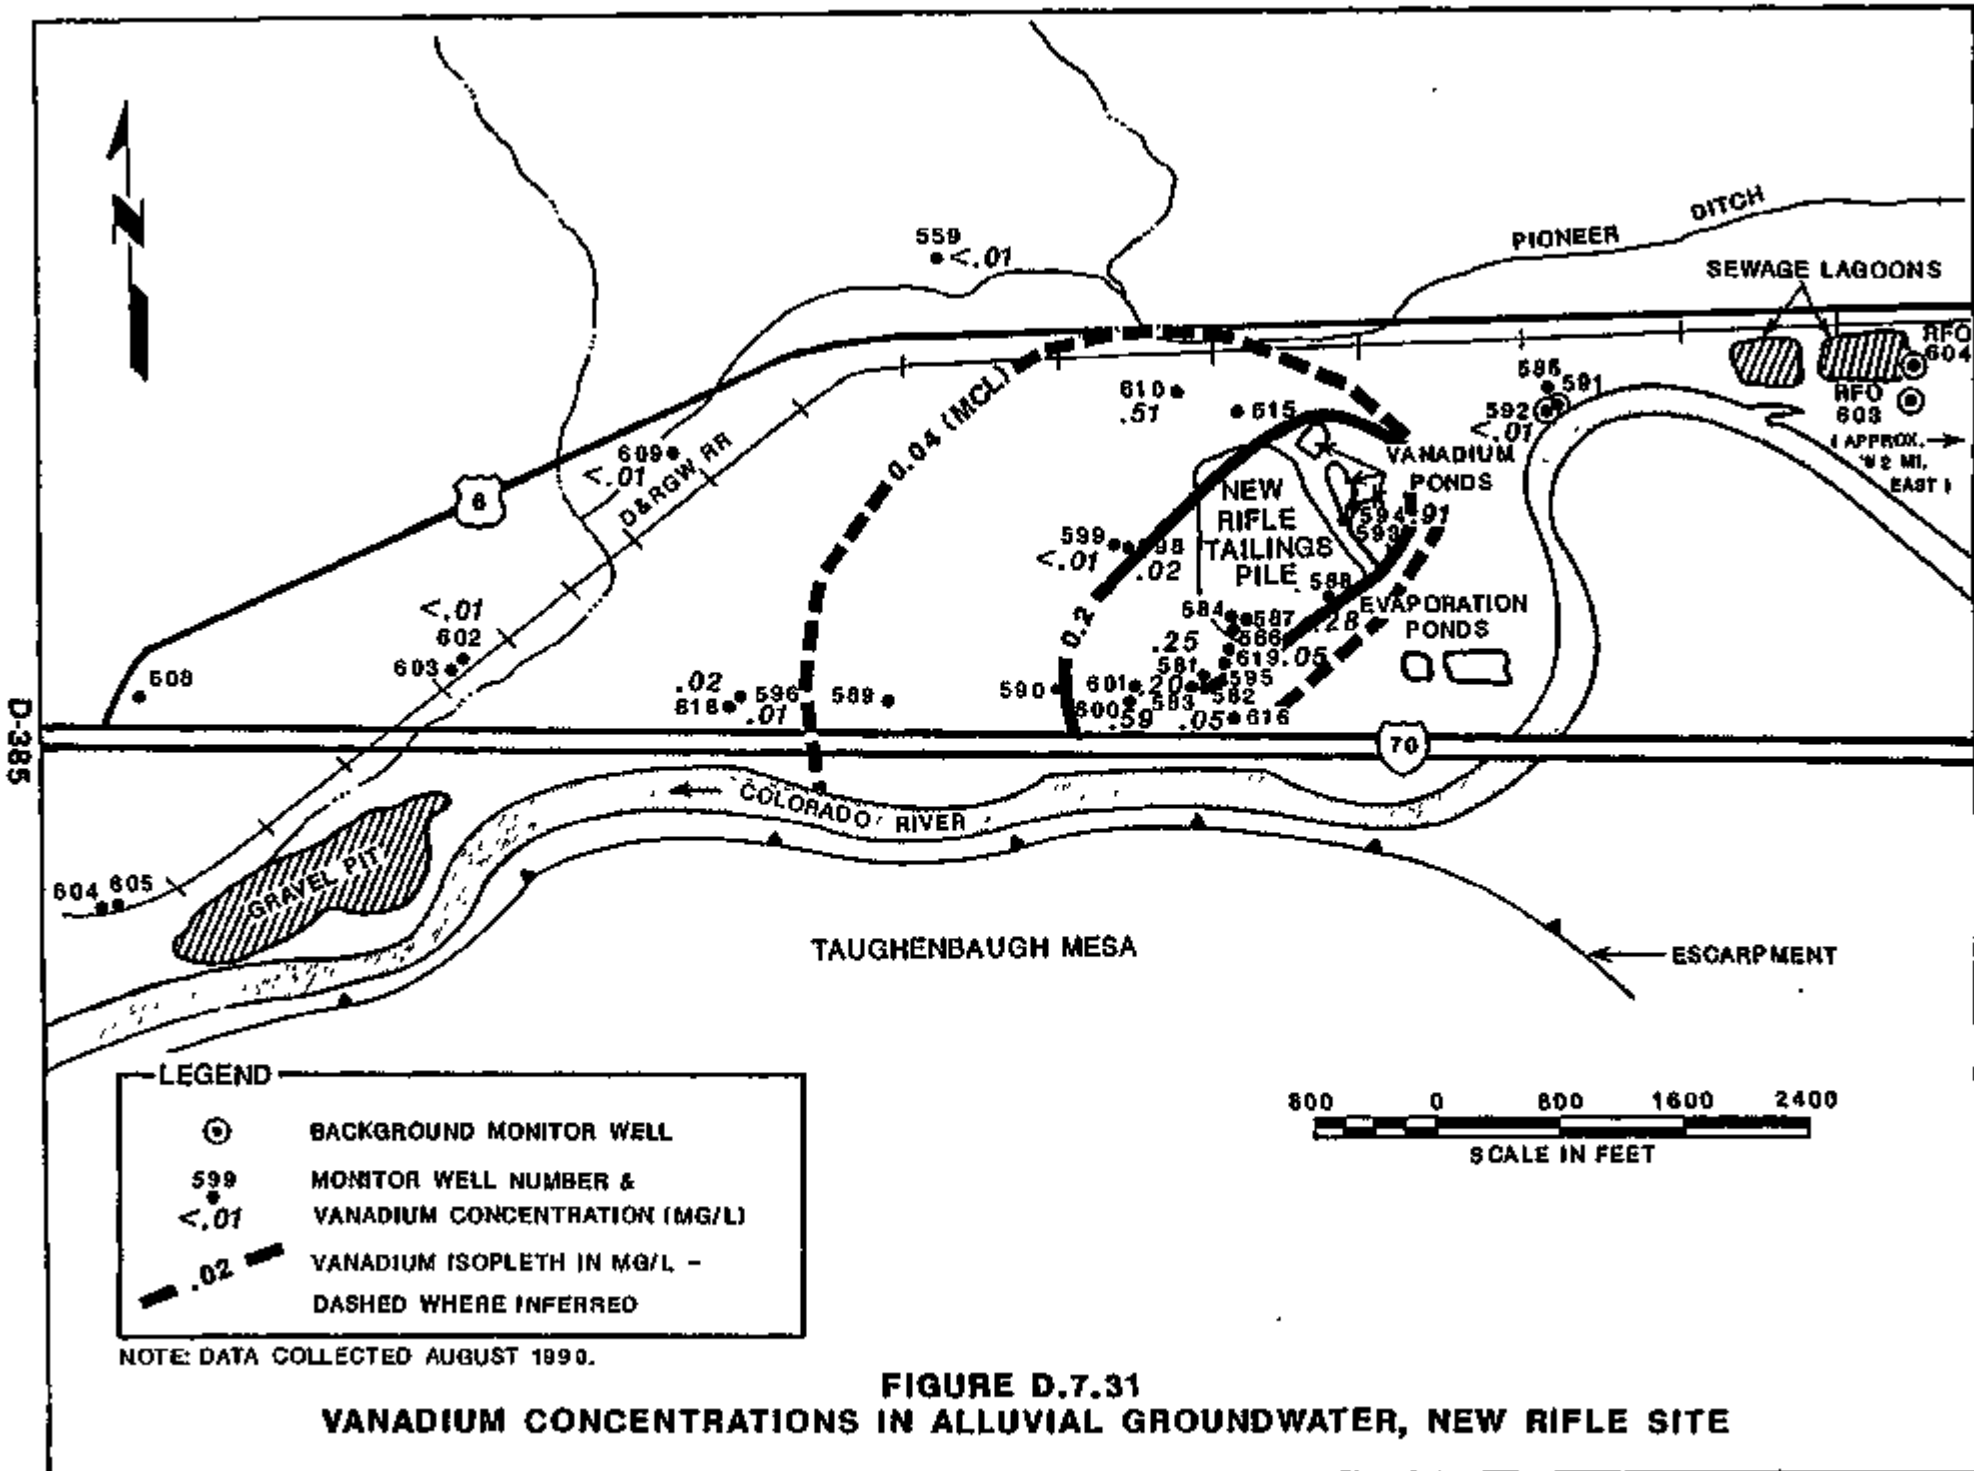 559
<.01
PIONEER DITCH
SEWAGE LAGOONS
RFO
604
595
591
592
<.01
RFO
603
( APPROX.
EAST )
610
.51
615
0.04 (MCL)
609
<.01
D&RGW RR
6
VANADIUM
PONDS
NEW
RIFLE
TAILINGS
PILE
594
.91
593
599
<.01
598
.02
588
.28
EVAPORATION
PONDS
0.2
584
587
586
.25
619
.05
581
595
601
.20
583
582
590
600
.59
.05
616
<.01
602
603
608
.02
618
596
.01
589
70
D-385
COLORADO RIVER
GRAVEL PIT
604 605
TAUGHENBAUGH MESA
ESCARPMENT
LEGEND
BACKGROUND MONITOR WELL
599
<.01
MONITOR WELL NUMBER &
VANADIUM CONCENTRATION (MG/L)
.02
VANADIUM ISOPLETH IN MG/L -
DASHED WHERE INFERRED
800 0 800 1600 2400
SCALE IN FEET
NOTE: DATA COLLECTED AUGUST 1990.
FIGURE D.7.31
VANADIUM CONCENTRATIONS IN ALLUVIAL GROUNDWATER, NEW RIFLE SITE
N